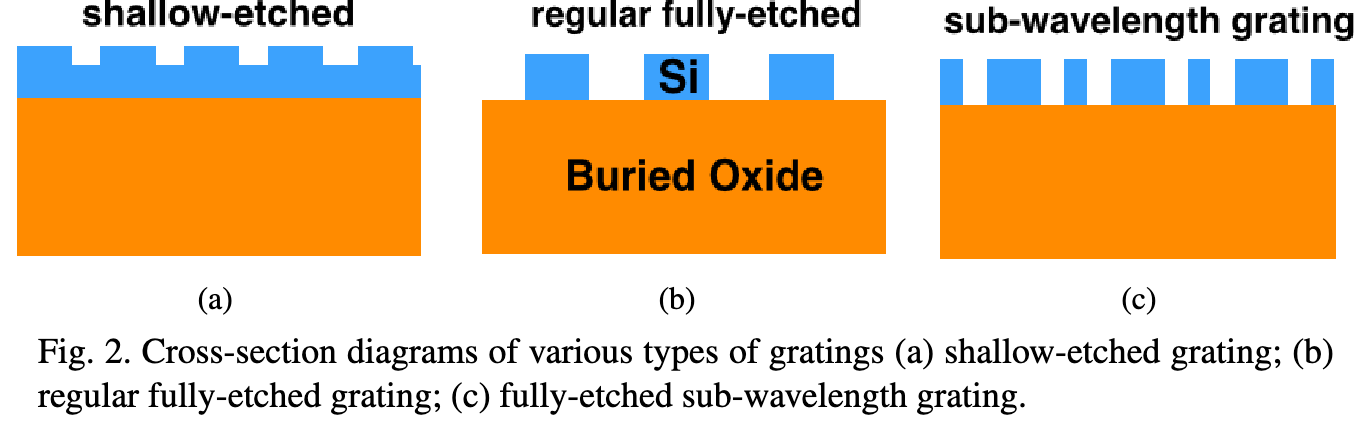 shallow-etched
regular fully-etched
sub-wavelength grating
Si
Buried Oxide
(a)
(b)
(c)
Fig. 2. Cross-section diagrams of various types of gratings (a) shallow-etched grating; (b)
regular fully-etched grating; (c) fully-etched sub-wavelength grating.